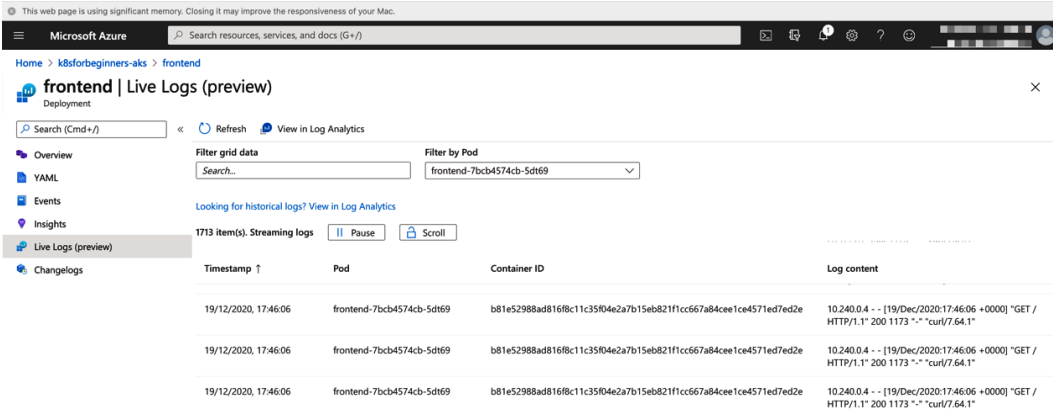 This web page is using significant memory. Closing it may improve the responsiveness of your Mac.
Microsoft Azure
Search resources, services, and docs (G+/)
1
Home > k8sforbeginners-aks > frontend
frontend | Live Logs (preview)
Deployment
Search (Cmd+/)
«
Refresh
View in Log Analytics
Overview
YAML
Events
Insights
Live Logs (preview)
Changelogs
Filter grid data
Filter by Pod
Search...
frontend-7bcb4574cb-5dt69
Looking for historical logs? View in Log Analytics
1713 item(s). Streaming logs
Pause
Scroll
Timestamp ↑ Pod Container ID Log content
19/12/2020, 17:46:06 frontend-7bcb4574cb-5dt69 b81e52988ad816f8c11c35f04e2a7b15eb821f1cc667a84cee1ce4571ed7ed2e 10.240.0.4 - - [19/Dec/2020:17:46:06 +0000] "GET /
HTTP/1.1" 200 1173 "-" "curl/7.64.1"
19/12/2020, 17:46:06 frontend-7bcb4574cb-5dt69 b81e52988ad816f8c11c35f04e2a7b15eb821f1cc667a84cee1ce4571ed7ed2e 10.240.0.4 - - [19/Dec/2020:17:46:06 +0000] "GET /
HTTP/1.1" 200 1173 "-" "curl/7.64.1"
19/12/2020, 17:46:06 frontend-7bcb4574cb-5dt69 b81e52988ad816f8c11c35f04e2a7b15eb821f1cc667a84cee1ce4571ed7ed2e 10.240.0.4 - - [19/Dec/2020:17:46:06 +0000] "GET /
HTTP/1.1" 200 1173 "-" "curl/7.64.1"